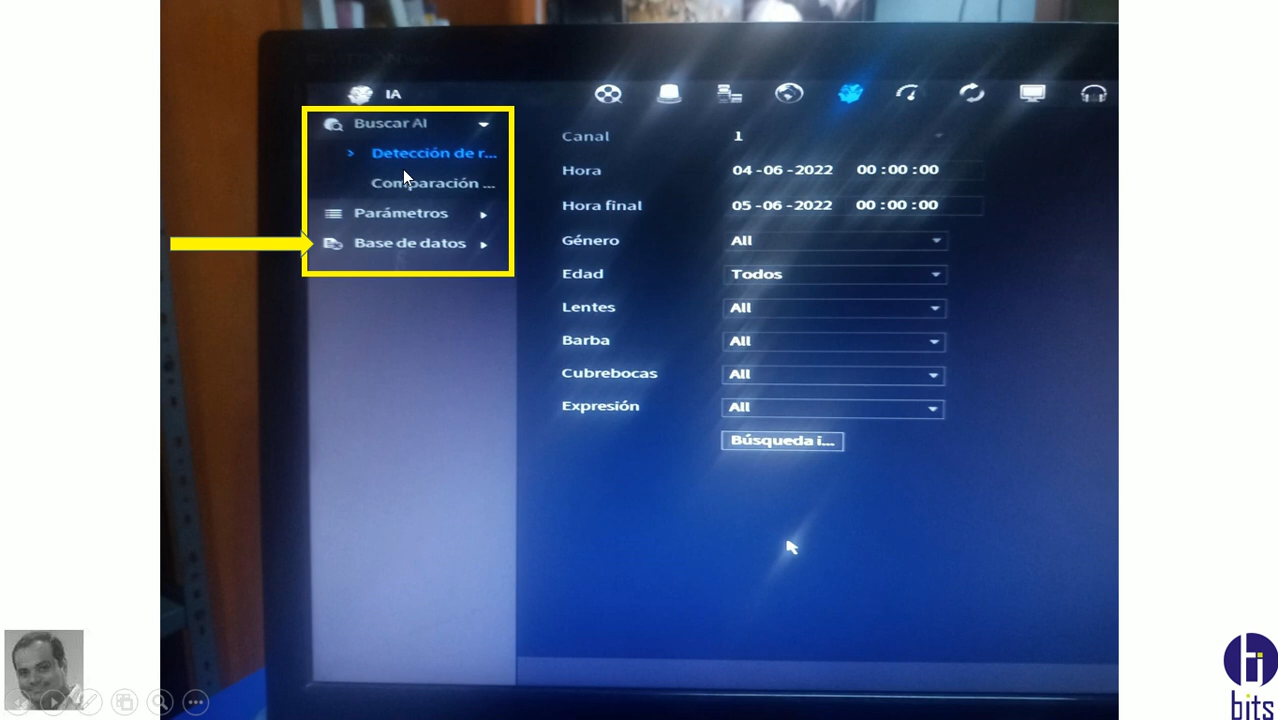 IA
Buscar AI
Detección de r...
Comparación ...
Parámetros
Base de datos
Canal 1
Hora 04-06-2022 00:00:00
Hora final 05-06-2022 00:00:00
Género All
Edad Todos
Lentes All
Barba All
Cubrebocas All
Expresión All
Búsqueda i...
bits